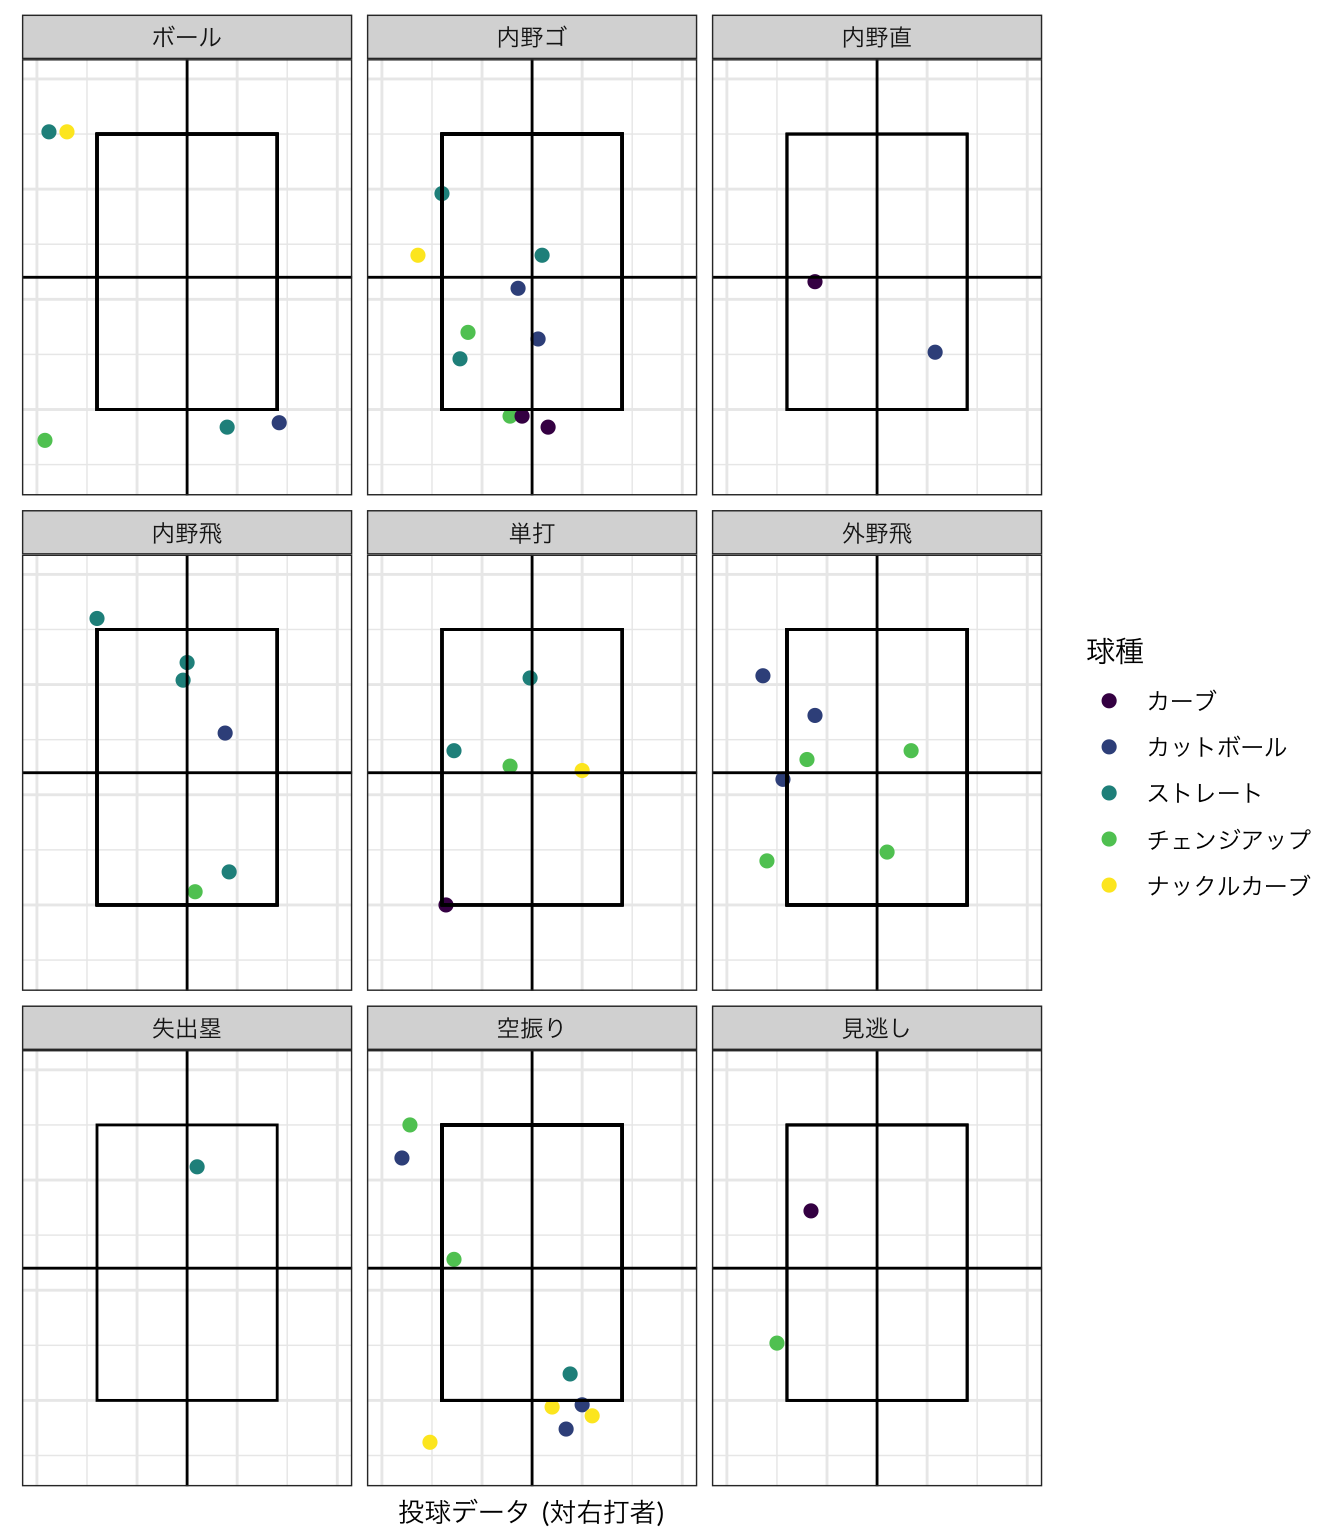 ボール
内野ゴ
内野直
内野飛
単打
外野飛
失出塁
空振り
見逃し
球種
カーブ
カットボール
ストレート
チェンジアップ
ナックルカーブ
投球データ (対右打者)